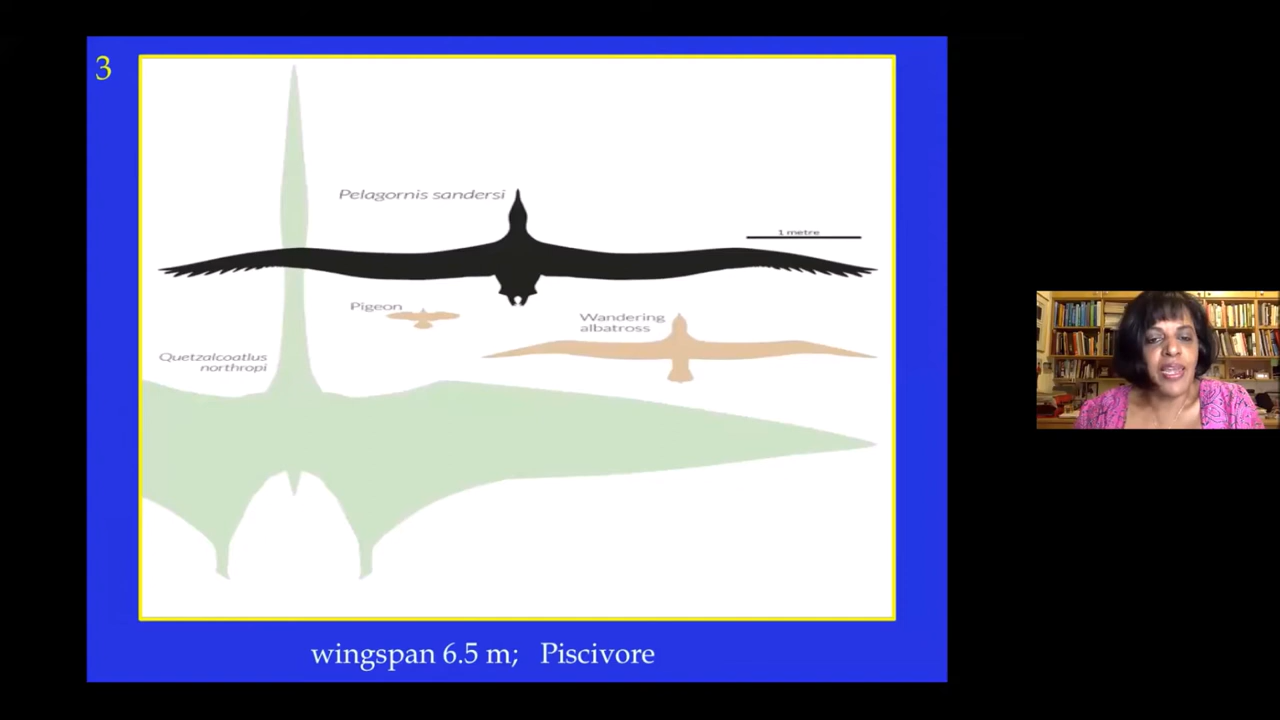 3
Pelagornis sandersi
1 metre
Pigeon
Wandering
albatross
Quetzalcoatlus
northropi
wingspan 6.5 m; Piscivore